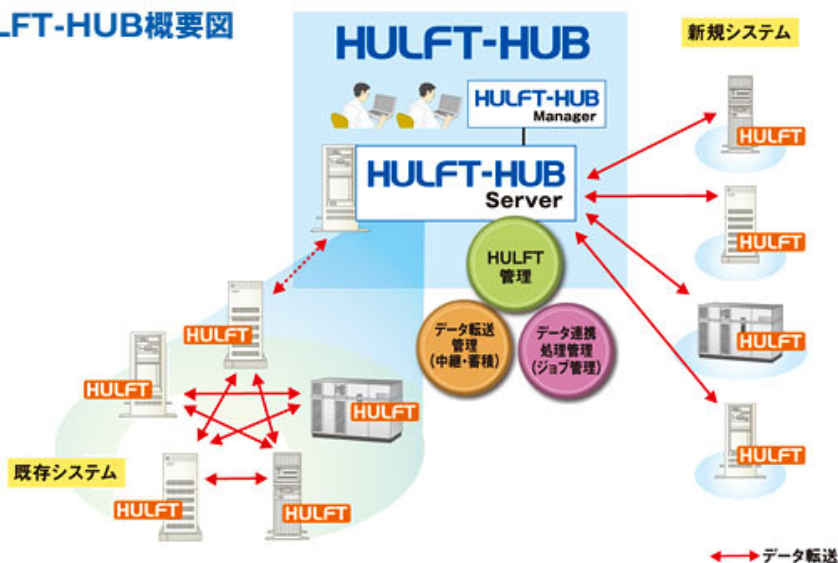 LFT-HUB概要図
HULFT-HUB
新規システム
HULFT-HUB
Manager
HULFT
HULFT-HUB
Server
HULFT
HULFT
管理
HULFT
データ転送
管理
(中継・蓄積)
データ連携
処理管理
(ジョブ管理)
HULFT
HULFT
HULFT
HULFT
既存システム
HULFT
HULFT
データ転送